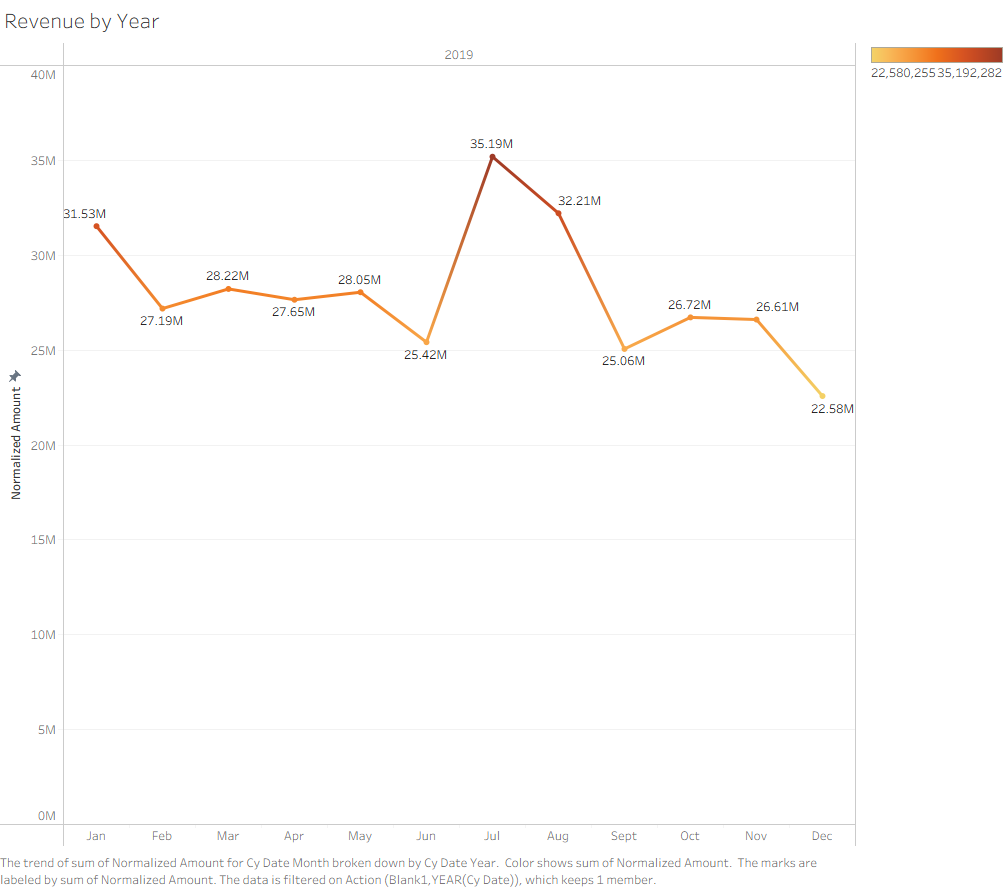 Revenue by Year
2019
22,580,255 35,192,282
40M
35M
30M
25M
20M
15M
10M
5M
0M
Normalized Amount
31.53M
27.19M
28.22M
27.65M
28.05M
25.42M
35.19M
32.21M
25.06M
26.72M
26.61M
22.58M
Jan Feb Mar Apr May Jun Jul Aug Sept Oct Nov Dec
The trend of sum of Normalized Amount for Cy Date Month broken down by Cy Date Year.  Color shows sum of Normalized Amount.  The marks are
labeled by sum of Normalized Amount. The data is filtered on Action (Blank1,YEAR(Cy Date)), which keeps 1 member.